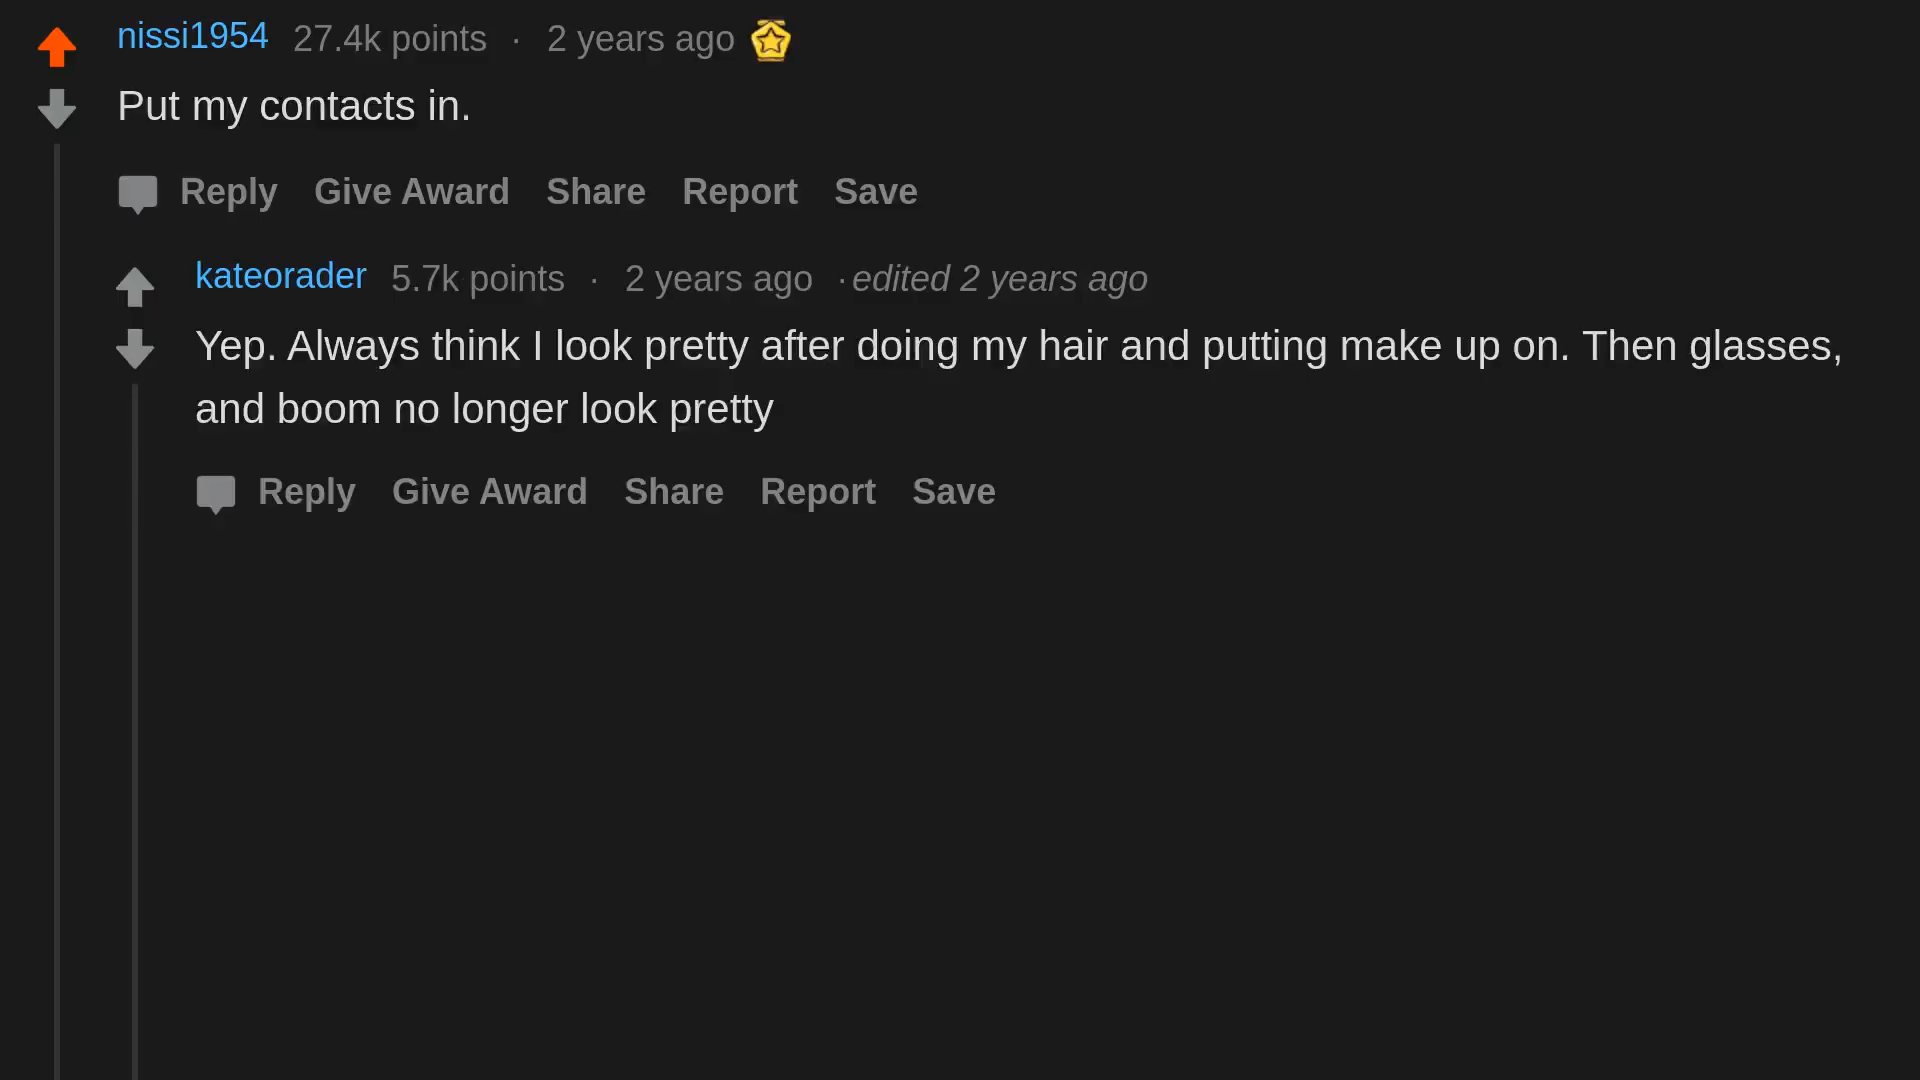 nissi1954 27.4k points · 2 years ago
Put my contacts in.
Reply Give Award Share Report Save
kateorader 5.7k points · 2 years ago · edited 2 years ago
Yep. Always think I look pretty after doing my hair and putting make up on. Then glasses,
and boom no longer look pretty
Reply Give Award Share Report Save